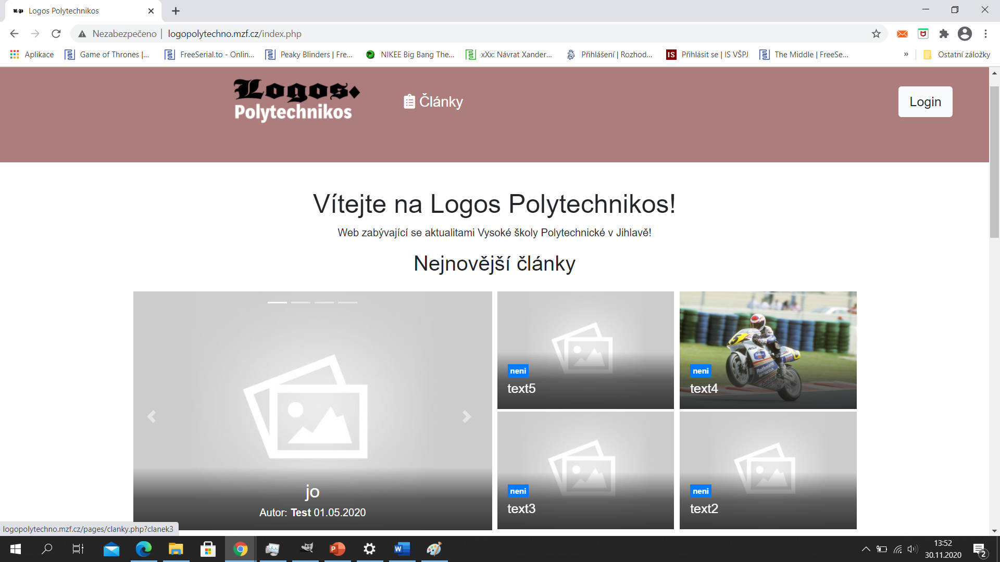 Logos Polytechnikos
Nezabezpečeno | logopolytechno.mzf.cz/index.php
Aplikace
Game of Thrones |...
FreeSerial.to - Onlin...
Peaky Blinders | Fre...
NIKEE Big Bang The...
xXx: Návrat Xander...
Přihlášení | Rozhod...
IS
Přihlásit se | IS VŠPJ
The Middle | FreeSe...
»
Ostatní záložky
Logos
Polytechnikos
Články
Login
Vítejte na Logos Polytechnikos!
Web zabývající se aktualitami Vysoké školy Polytechnické v Jihlavě!
Nejnovější články
jo
Autor: Test 01.05.2020
neni
text5
Rothmans
HONDA
neni
text4
neni
text3
neni
text2
logopolytechno.mzf.cz/pages/clanky.php?clanek3
13:52
30.11.2020
2